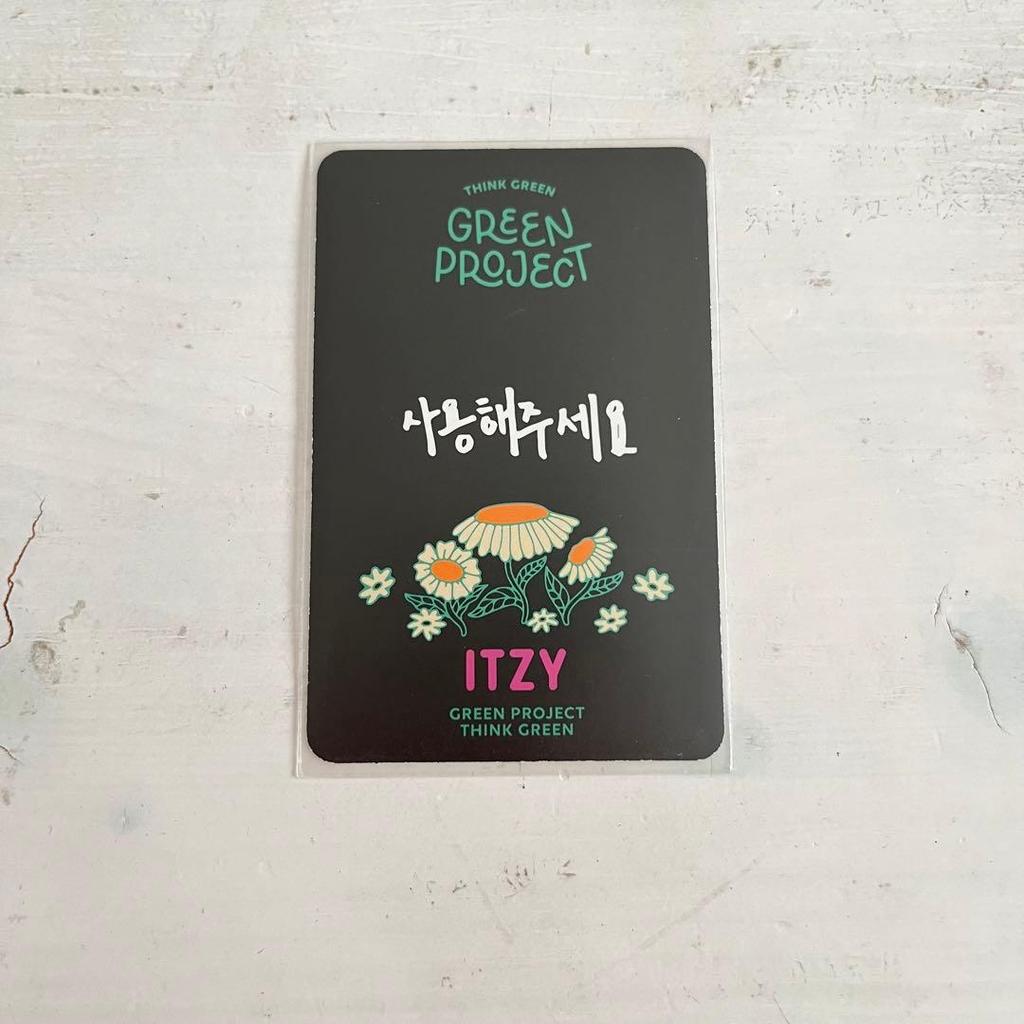 THINK GREEN
GREEN
PROJECT
사용해주세요
ITZY
GREEN PROJECT
THINK GREEN